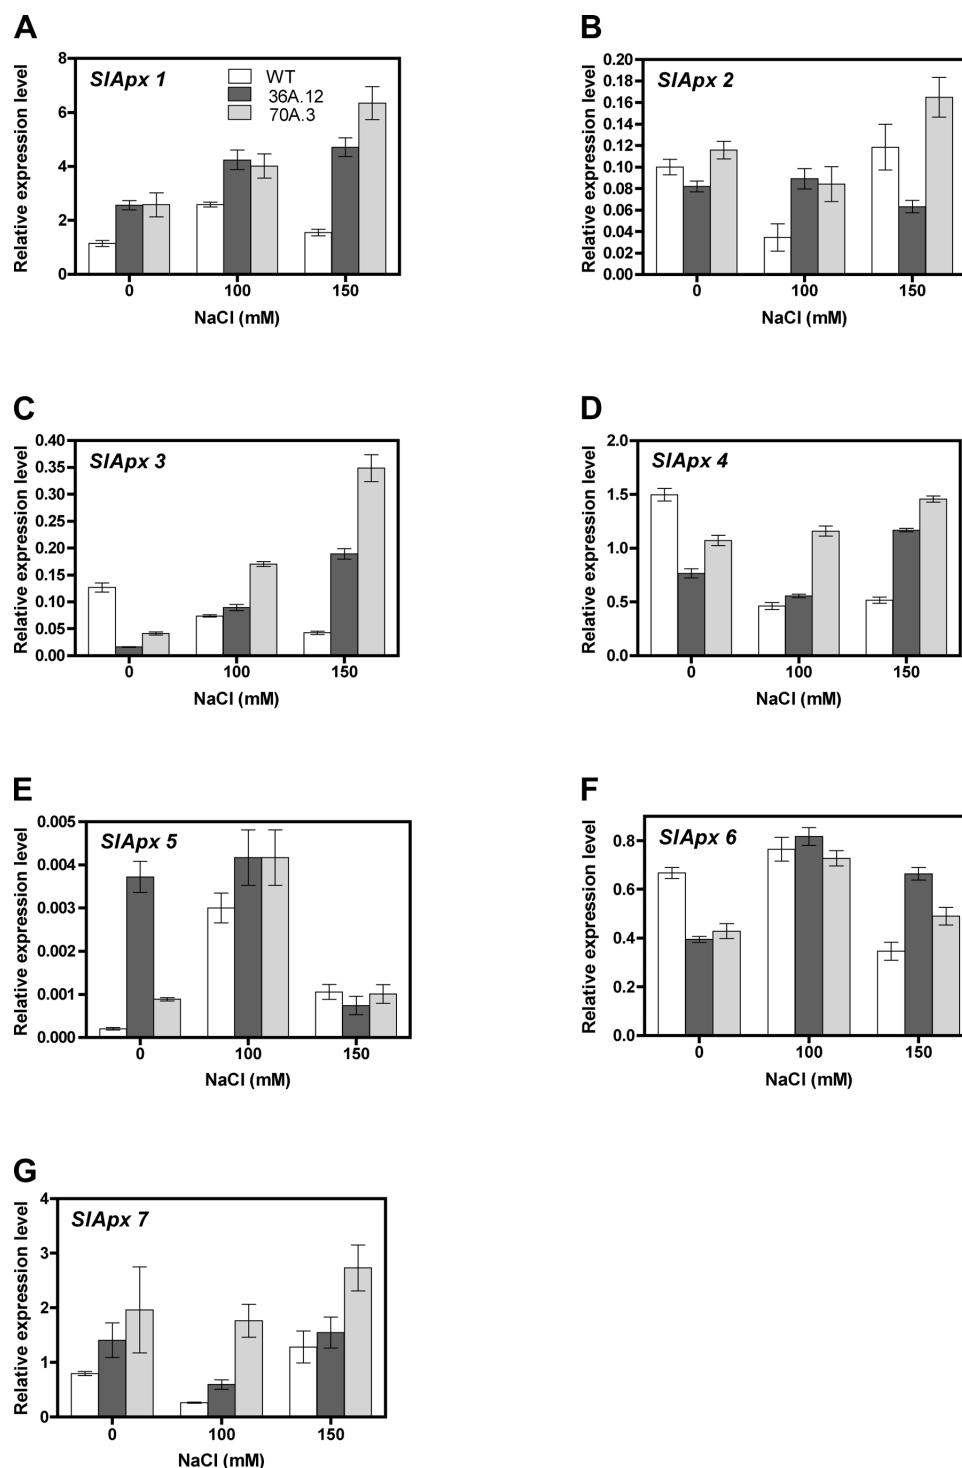 A
SlApx 1
WT
36A.12
70A.3
Relative expression level
8
6
4
2
0
0 100 150
NaCl (mM)
B
SlApx 2
Relative expression level
0.20
0.18
0.16
0.14
0.12
0.10
0.08
0.06
0.04
0.02
0.00
0 100 150
NaCl (mM)
C
SlApx 3
Relative expression level
0.40
0.35
0.30
0.25
0.20
0.15
0.10
0.05
0.00
0 100 150
NaCl (mM)
D
SlApx 4
Relative expression level
2.0
1.5
1.0
0.5
0.0
0 100 150
NaCl (mM)
E
SlApx 5
Relative expression level
0.005
0.004
0.003
0.002
0.001
0.000
0 100 150
NaCl (mM)
F
SlApx 6
Relative expression level
0.8
0.6
0.4
0.2
0.0
0 100 150
NaCl (mM)
G
SlApx 7
Relative expression level
4
3
2
1
0
0 100 150
NaCl (mM)